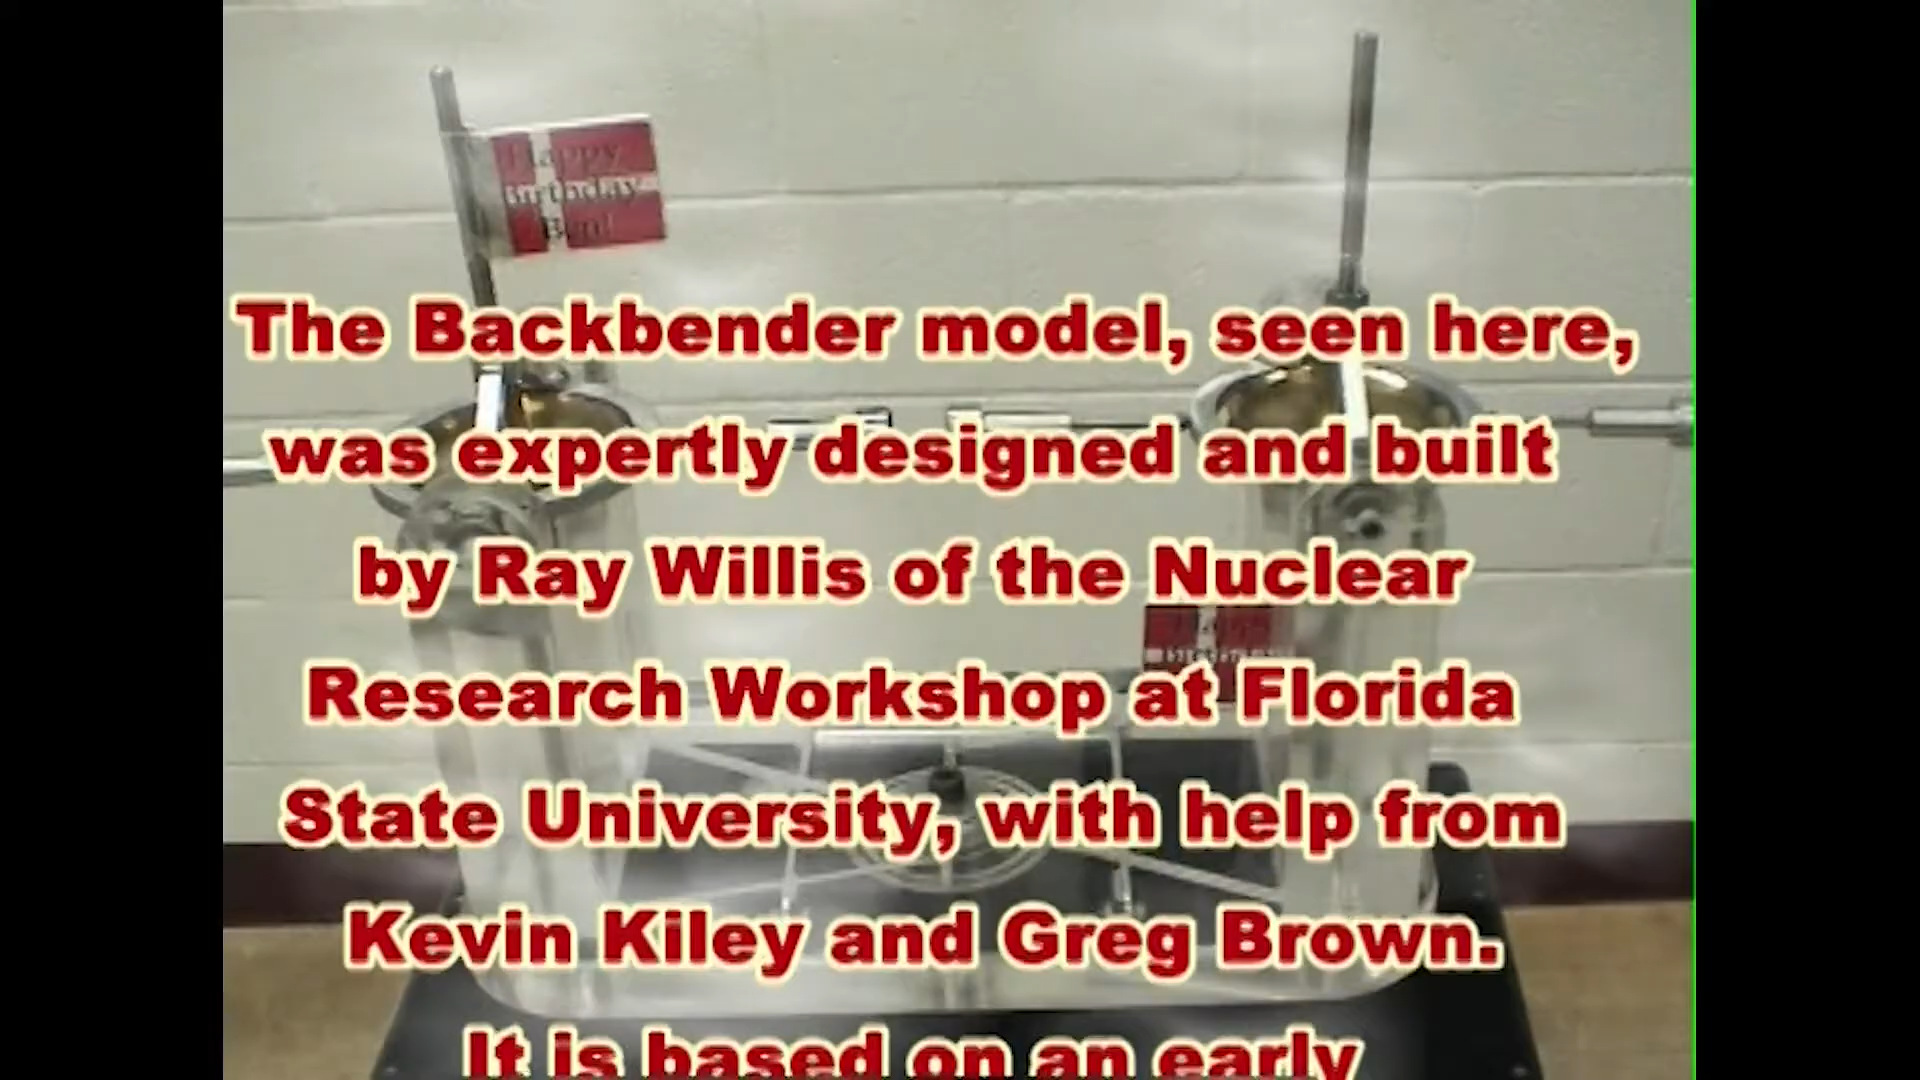 Happy
Birthday
Ben!
The Backbender model, seen here,
was expertly designed and built
by Ray Willis of the Nuclear
Research Workshop at Florida
State University, with help from
Kevin Kiley and Greg Brown.
It is based on an early